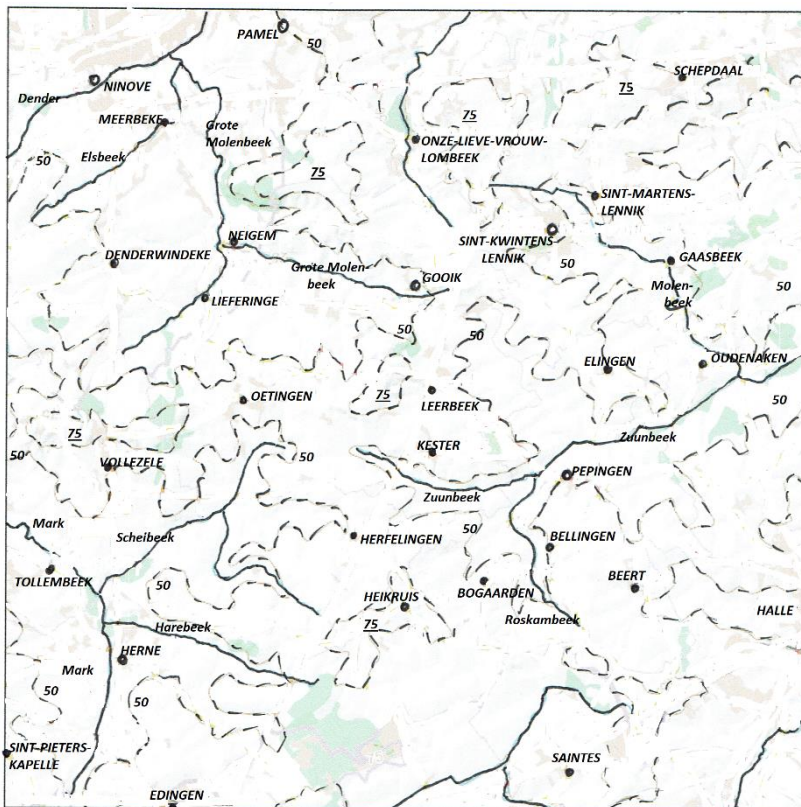 PAMEL
50
SCHEPDAAL
75
NINOVE
Dender
75
MEERBEKE
Grote
Molenbeek
ONZE-LIEVE-VROUW-
LOMBEEK
50
Elsbeek
75
SINT-MARTENS-
LENNIK
NEIGEM
SINT-KWINTENS
LENNIK
DENDERWINDEKE
GAASBEEK
50
Grote Molen-
beek
GOOIK
Molen-
beek
50
LIEFERINGE
50
50
OUDENAKEN
ELINGEN
75
LEERBEEK
OETINGEN
50
75
Zuunbeek
KESTER
50
VOLLEZELE
50
PEPINGEN
Zuunbeek
Mark
50
Scheibeek
HERFELINGEN
BELLINGEN
TOLLEMBEEK
50
BOGAARDEN
BEERT
HEIKRUIS
HALLE
Roskambeek
75
Harebeek
HERNE
Mark
50
50
SINT-PIETERS-
KAPELLE
SAINTES
EDINGEN